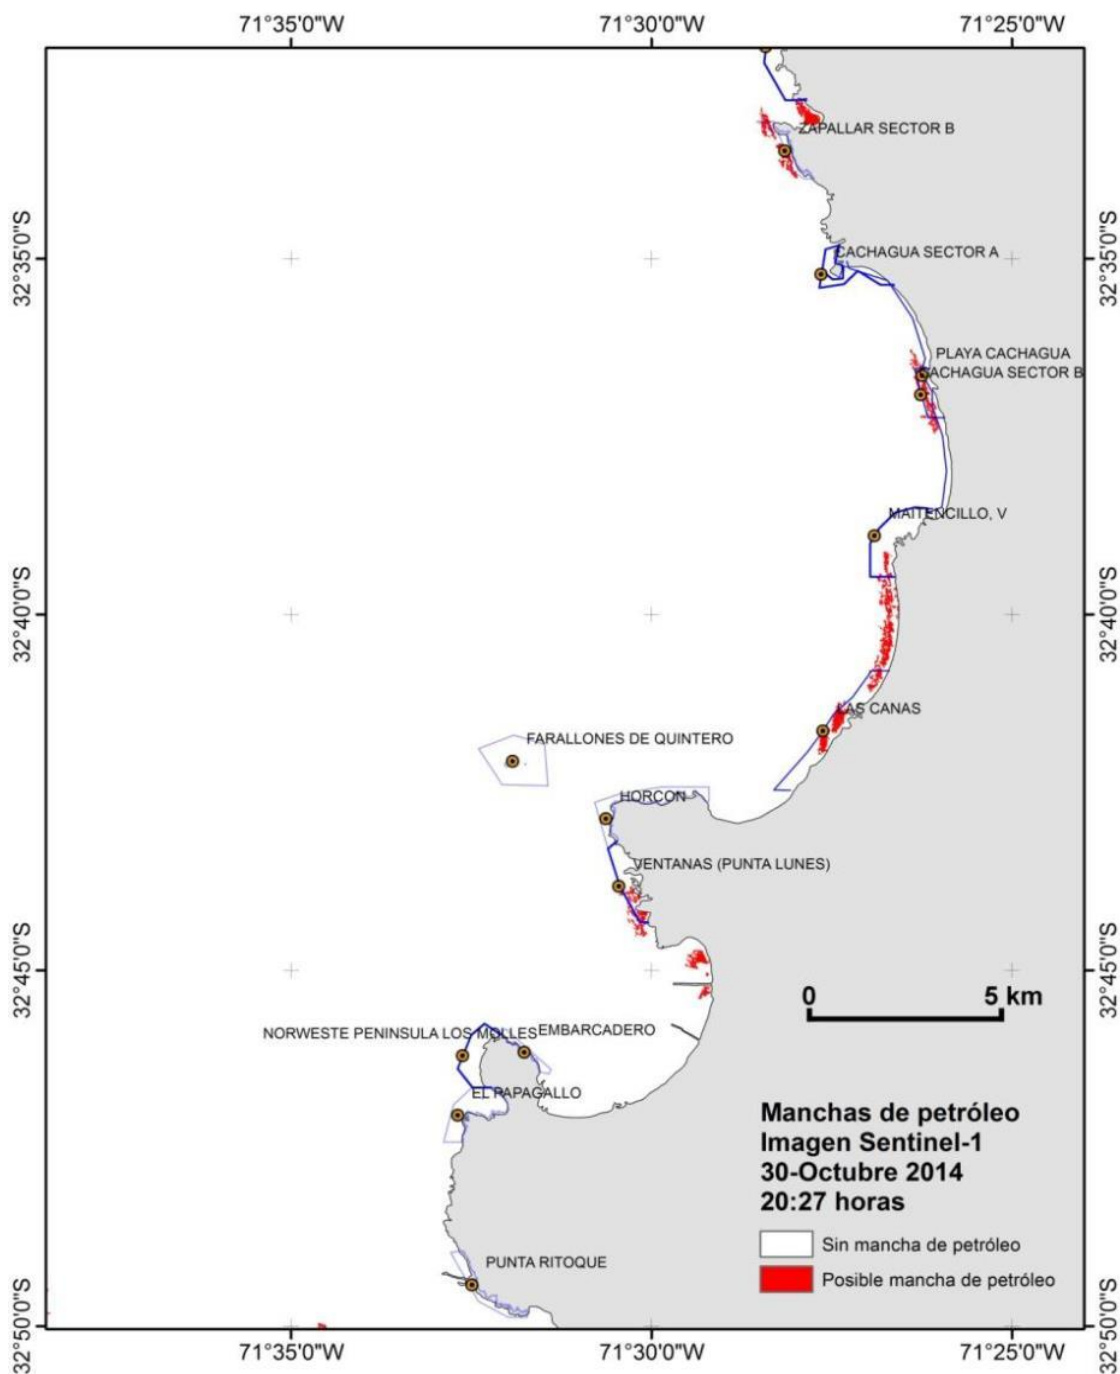 71°35'0"W
71°30'0"W
71°25'0"W
ZAPALLAR SECTOR B
32°35'0"S
CACHAGUA SECTOR A
32°35'0"S
PLAYA CACHAGUA
CACHAGUA SECTOR B
MAITENCILLO, V
32°40'0"S
32°40'0"S
LAS CANAS
FARALLONES DE QUINTERO
HORCON
VENTANAS (PUNTA LUNES)
32°45'0"S
32°45'0"S
0
5 km
NORWESTE PENINSULA LOS MOLLES
EMBARCADERO
EL PAPAGALLO
Manchas de petróleo
Imagen Sentinel-1
30-Octubre 2014
20:27 horas
Sin mancha de petróleo
Posible mancha de petróleo
PUNTA RITOQUE
32°50'0"S
32°50'0"S
71°35'0"W
71°30'0"W
71°25'0"W